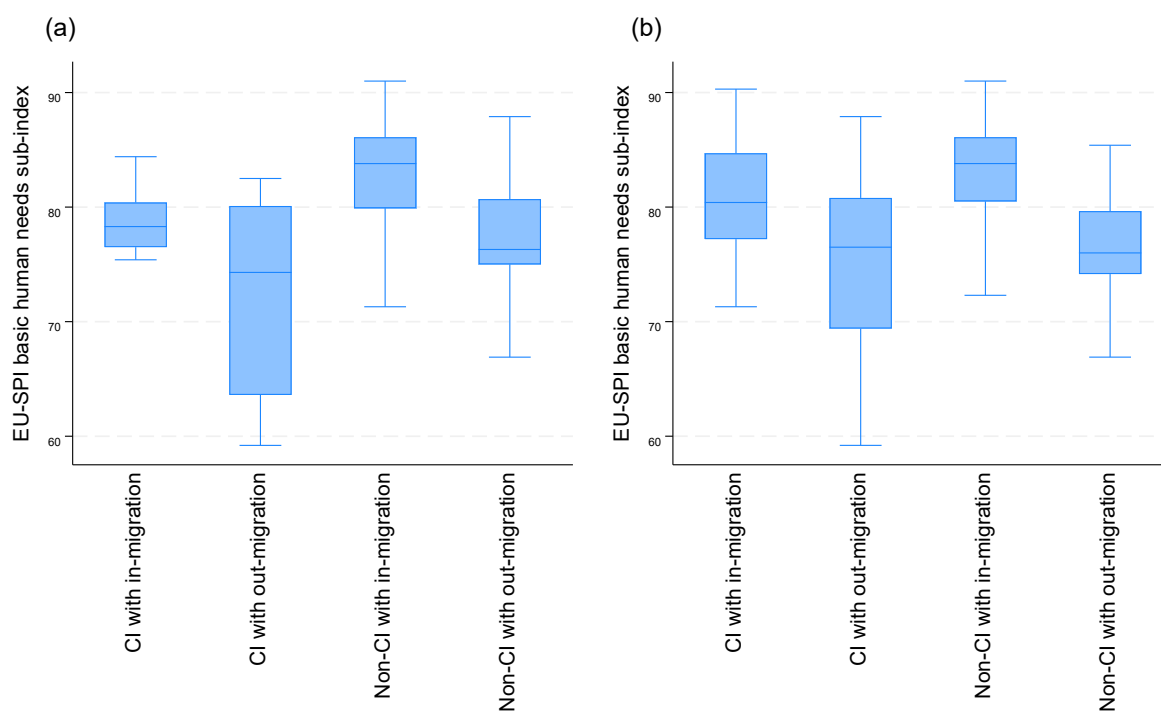 (a)
EU-SPI basic human needs sub-index
90
80
70
60
CI with in-migration
CI with out-migration
Non-CI with in-migration
Non-CI with out-migration
(b)
EU-SPI basic human needs sub-index
90
80
70
60
CI with in-migration
CI with out-migration
Non-CI with in-migration
Non-CI with out-migration